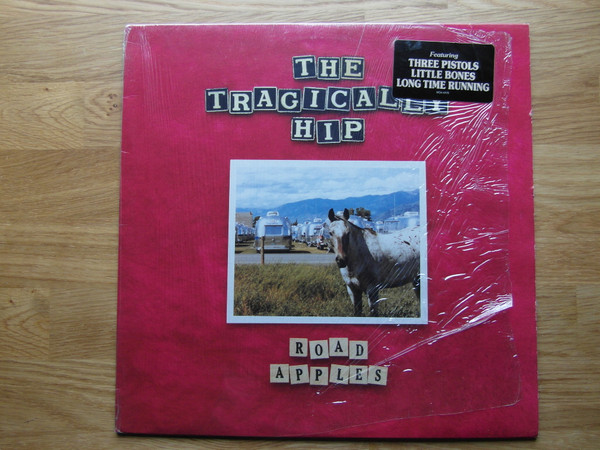 THE
TRAGICALLY
HIP
Featuring
THREE PISTOLS
LITTLE BONES
LONG TIME RUNNING
ROAD
APPLES